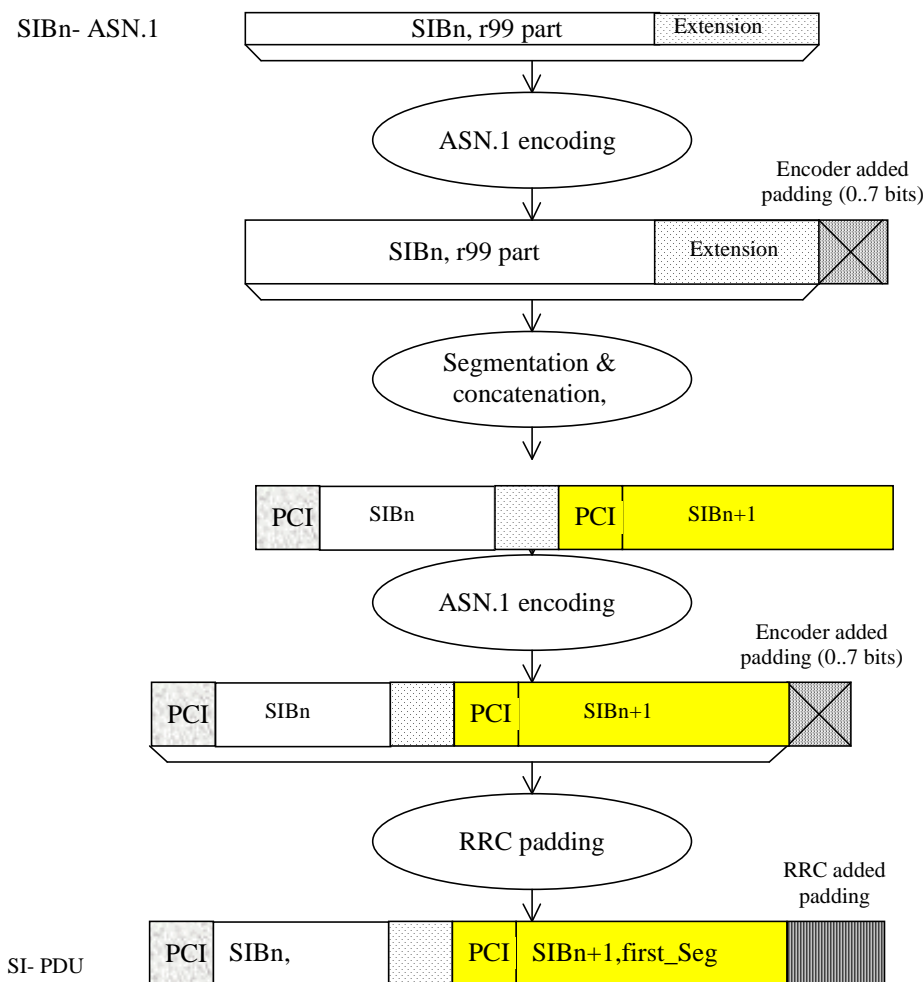 SIBn- ASN.1
SIBn, r99 part
Extension
ASN.1 encoding
Encoder added
padding (0..7 bits)
SIBn, r99 part
Extension
Segmentation &
concatenation,
PCI
SIBn
PCI
SIBn+1
ASN.1 encoding
Encoder added
padding (0..7 bits)
PCI
SIBn
PCI
SIBn+1
RRC padding
RRC added
padding
SI- PDU
PCI
SIBn,
PCI
SIBn+1,first_Seg